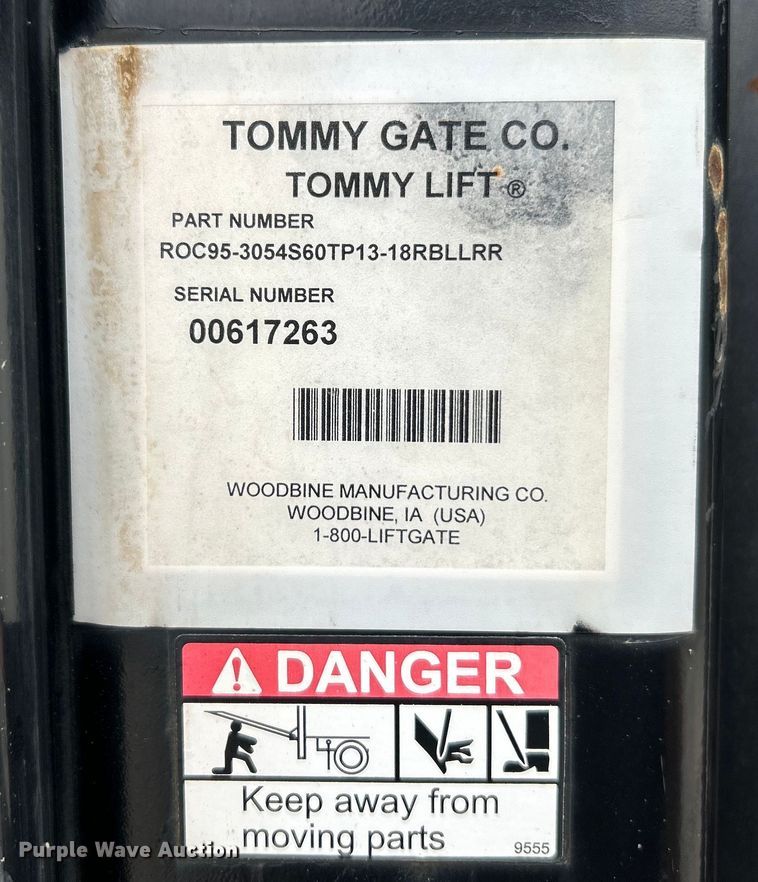 TOMMY GATE CO.
TOMMY LIFT ®
PART NUMBER
ROC95-3054S60TP13-18RBLLRR
SERIAL NUMBER
00617263
WOODBINE MANUFACTURING CO.
WOODBINE, IA (USA)
1-800-LIFTGATE
DANGER
Keep away from
moving parts
9555
Purple Wave Auction